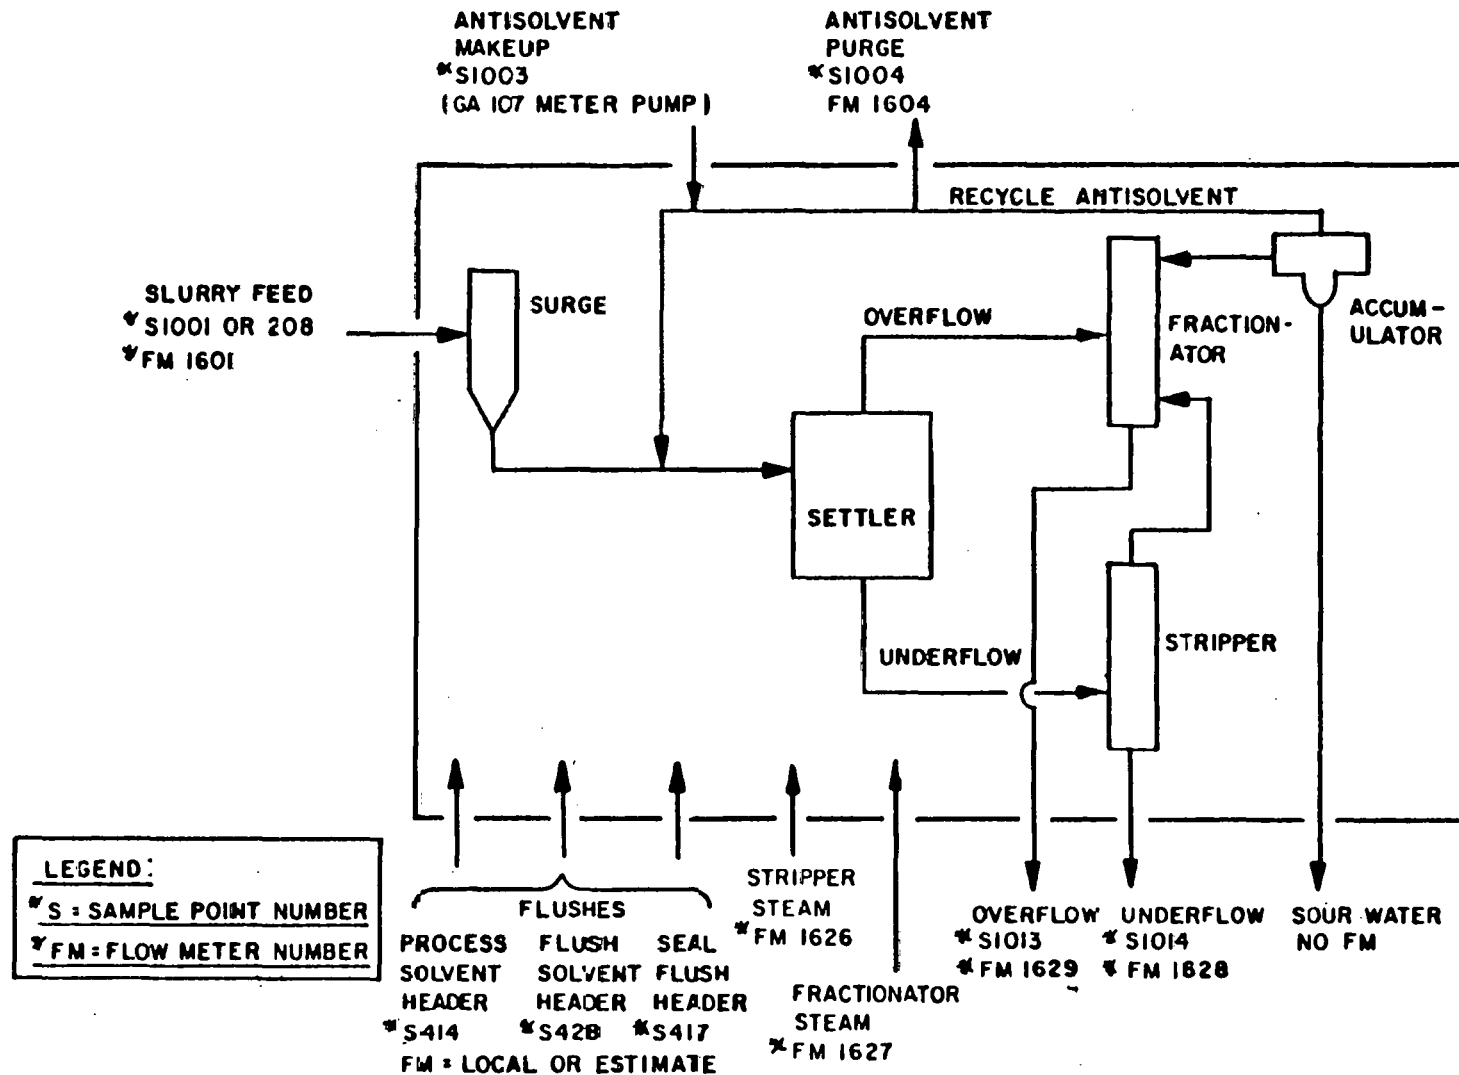 ANTISOLVENT
MAKEUP
*S1003
(GA 107 METER PUMP)
ANTISOLVENT
PURGE
*S1004
FM 1604
RECYCLE ANTISOLVENT
SLURRY FEED
*S1001 OR 208
*FM 1601
SURGE
OVERFLOW
FRACTION-
ATOR
ACCUM-
ULATOR
SETTLER
UNDERFLOW
STRIPPER
LEGEND:
*S = SAMPLE POINT NUMBER
*FM = FLOW METER NUMBER
FLUSHES
PROCESS
SOLVENT
HEADER
*S414
FLUSH
SOLVENT
HEADER
*S428
SEAL
FLUSH
HEADER
*S417
FM = LOCAL OR ESTIMATE
STRIPPER
STEAM
*FM 1626
FRACTIONATOR
STEAM
*FM 1627
OVERFLOW
*S1013
*FM 1629
UNDERFLOW
*S1014
*FM 1828
SOUR WATER
NO FM